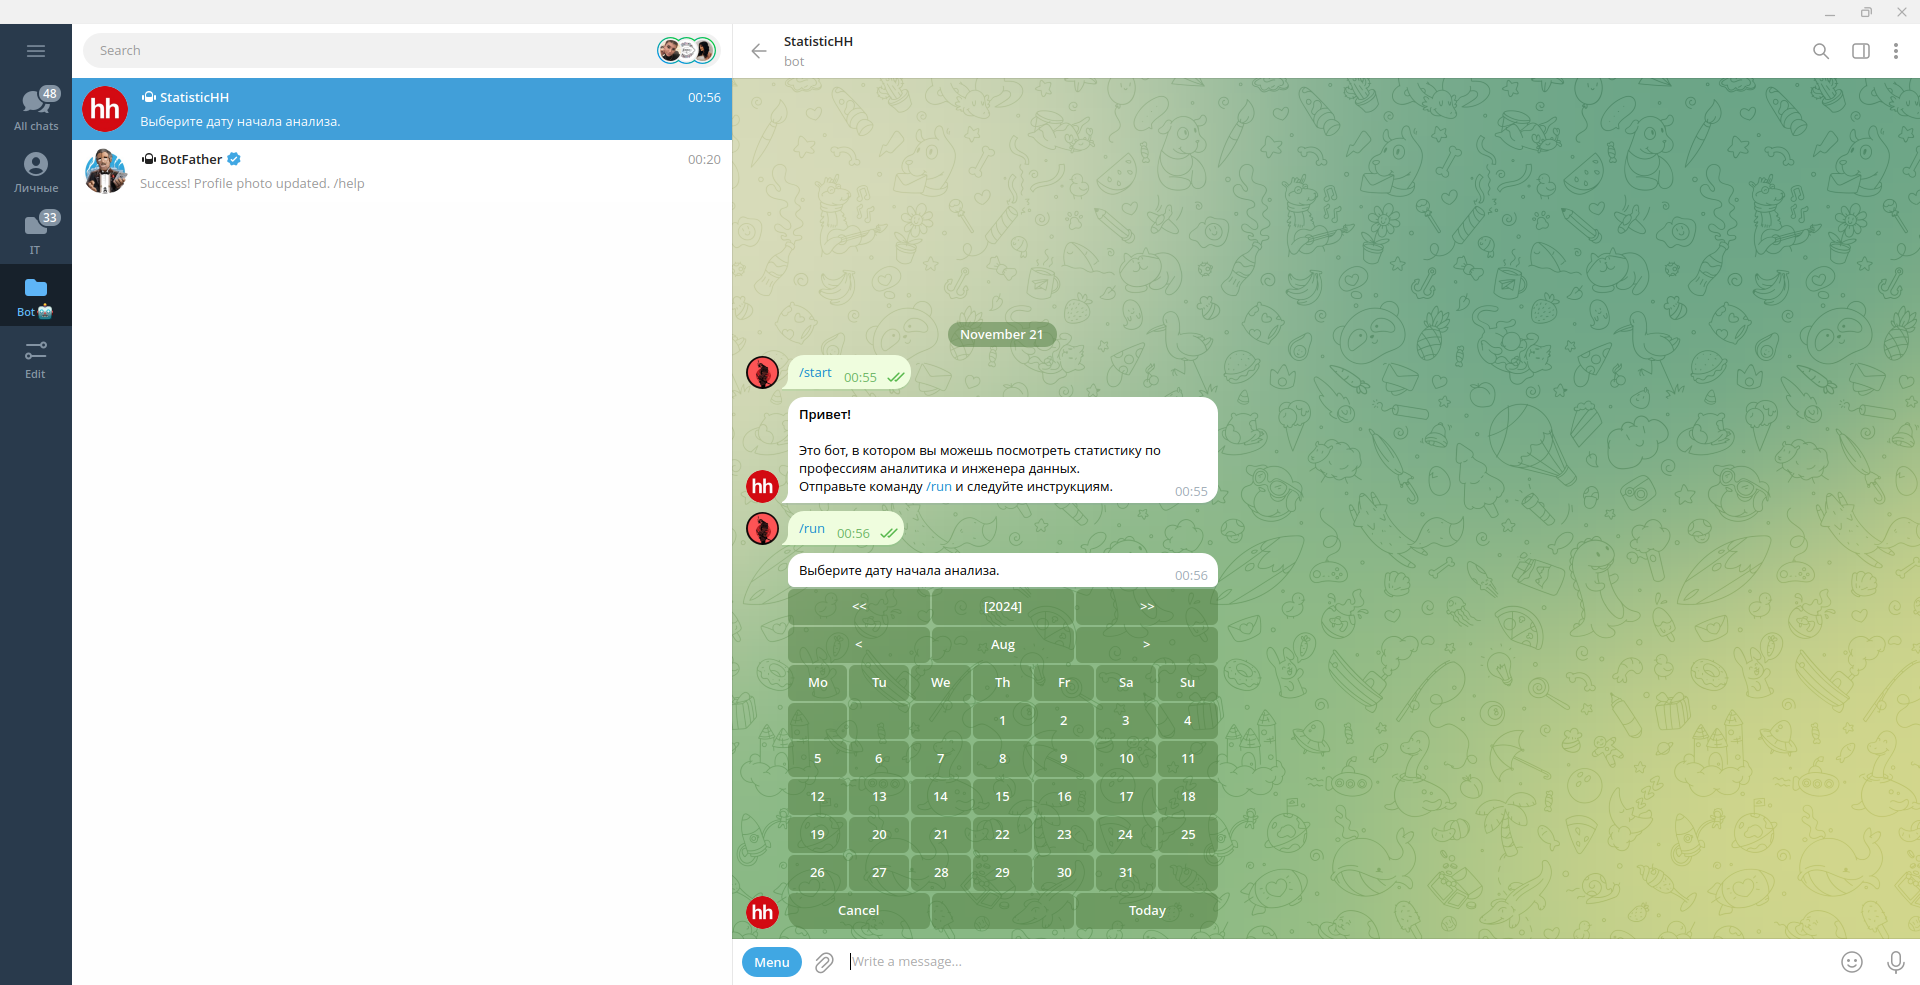 Search
48
All chats
Личные
33
IT
Bot
Edit
hh
StatisticHH
00:56
Выберите дату начала анализа.
BotFather
00:20
Success! Profile photo updated. /help
StatisticHH
bot
November 21
/start 00:55
Привет!
Это бот, в котором вы можешь посмотреть статистику по
профессиям аналитика и инженера данных.
Отправьте команду /run и следуйте инструкциям.
00:55
hh
/run 00:56
Выберите дату начала анализа.
00:56
<< [2024] >>
< Aug >
Mo Tu We Th Fr Sa Su
1 2 3 4
5 6 7 8 9 10 11
12 13 14 15 16 17 18
19 20 21 22 23 24 25
26 27 28 29 30 31
hh
Cancel Today
Menu
Write a message...